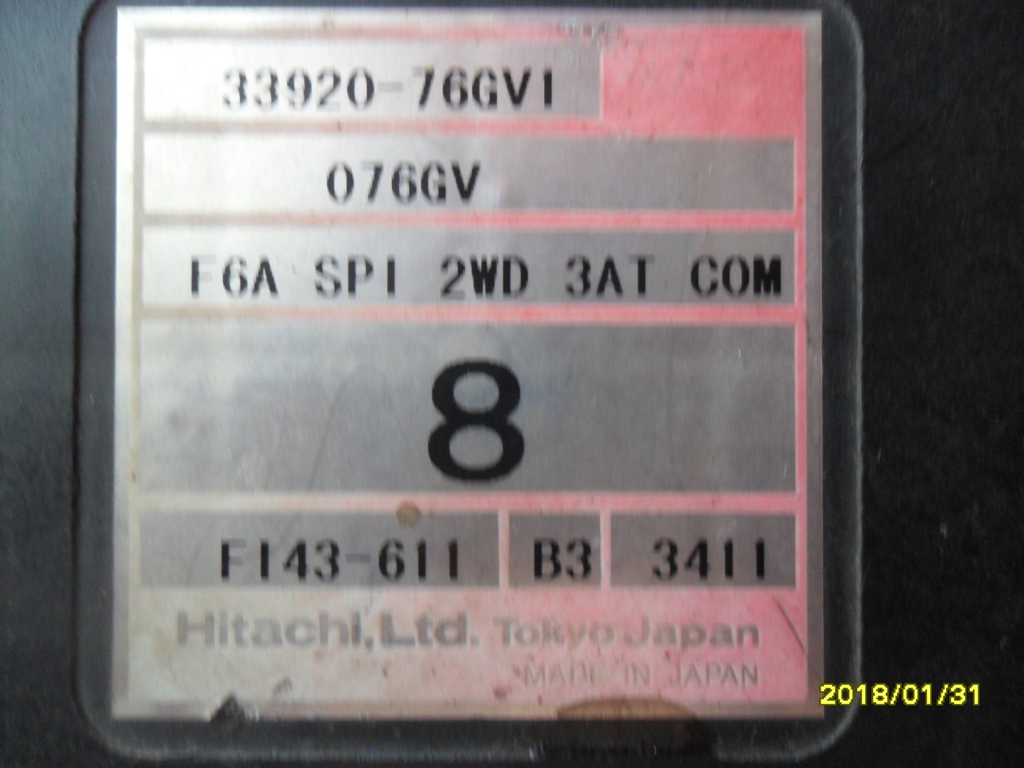 33920-76GV1
076GV
F6A SPI 2WD 3AT COM
8
F143-611 B3 3411
Hitachi, Ltd. Tokyo Japan
MADE IN JAPAN
2018/01/31